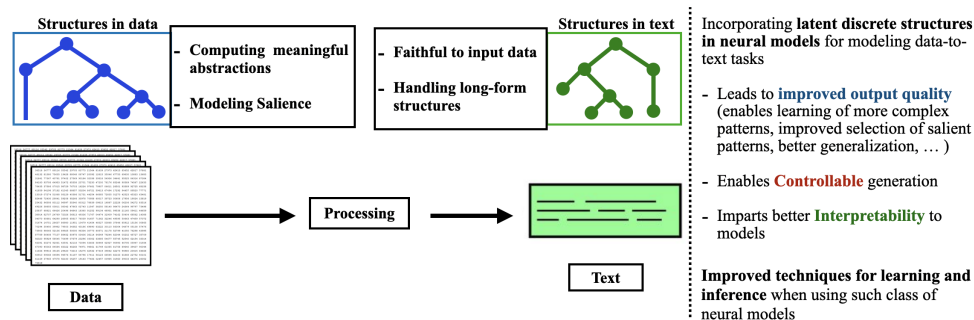 Structures in data
- Computing meaningful
abstractions
- Modeling Salience
Structures in text
- Faithful to input data
- Handling long-form
structures
Processing
Data
Text
Incorporating latent discrete structures
in neural models for modeling data-to-
text tasks
- Leads to improved output quality
(enables learning of more complex
patterns, improved selection of salient
patterns, better generalization, … )
- Enables Controllable generation
- Imparts better Interpretability to
models
Improved techniques for learning and
inference when using such class of
neural models